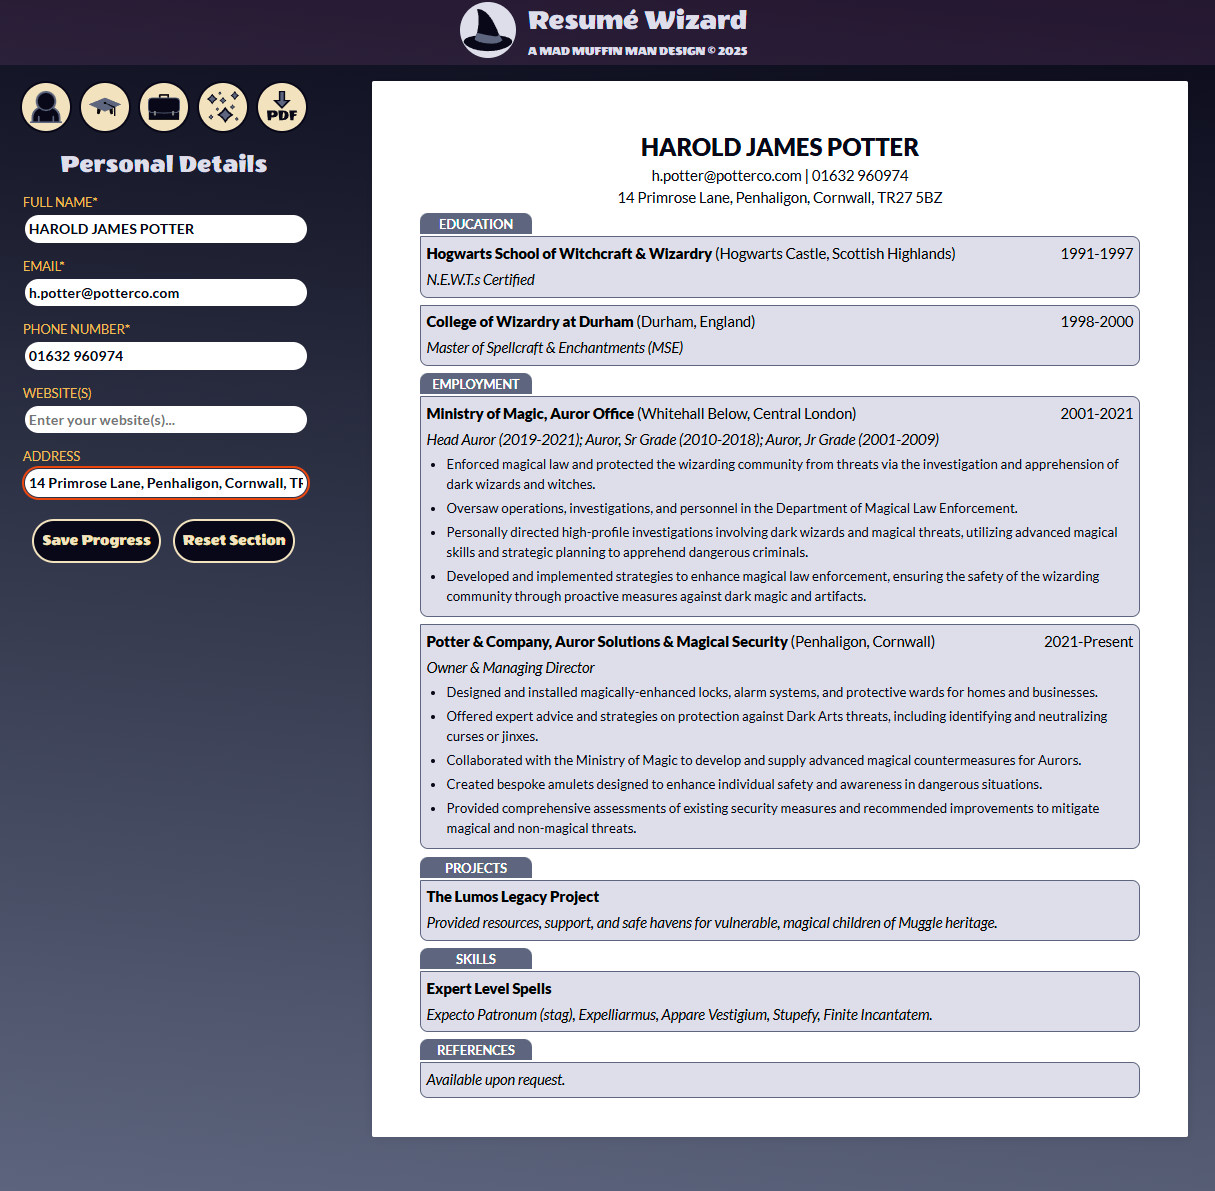 Resumé Wizard
A MAD MUFFIN MAN DESIGN © 2025
PDF
Personal Details
FULL NAME*
HAROLD JAMES POTTER
EMAIL*
h.potter@potterco.com
PHONE NUMBER*
01632 960974
WEBSITE(S)
Enter your website(s)...
ADDRESS
14 Primrose Lane, Penhaligon, Cornwall, TR
Save Progress
Reset Section
HAROLD JAMES POTTER
h.potter@potterco.com | 01632 960974
14 Primrose Lane, Penhaligon, Cornwall, TR27 5BZ
EDUCATION
Hogwarts School of Witchcraft & Wizardry (Hogwarts Castle, Scottish Highlands) 1991-1997
N.E.W.T.s Certified
College of Wizardry at Durham (Durham, England) 1998-2000
Master of Spellcraft & Enchantments (MSE)
EMPLOYMENT
Ministry of Magic, Auror Office (Whitehall Below, Central London) 2001-2021
Head Auror (2019-2021); Auror, Sr Grade (2010-2018); Auror, Jr Grade (2001-2009)
• Enforced magical law and protected the wizarding community from threats via the investigation and apprehension of
dark wizards and witches.
• Oversaw operations, investigations, and personnel in the Department of Magical Law Enforcement.
• Personally directed high-profile investigations involving dark wizards and magical threats, utilizing advanced magical
skills and strategic planning to apprehend dangerous criminals.
• Developed and implemented strategies to enhance magical law enforcement, ensuring the safety of the wizarding
community through proactive measures against dark magic and artifacts.
Potter & Company, Auror Solutions & Magical Security (Penhaligon, Cornwall) 2021-Present
Owner & Managing Director
• Designed and installed magically-enhanced locks, alarm systems, and protective wards for homes and businesses.
• Offered expert advice and strategies on protection against Dark Arts threats, including identifying and neutralizing
curses or jinxes.
• Collaborated with the Ministry of Magic to develop and supply advanced magical countermeasures for Aurors.
• Created bespoke amulets designed to enhance individual safety and awareness in dangerous situations.
• Provided comprehensive assessments of existing security measures and recommended improvements to mitigate
magical and non-magical threats.
PROJECTS
The Lumos Legacy Project
Provided resources, support, and safe havens for vulnerable, magical children of Muggle heritage.
SKILLS
Expert Level Spells
Expecto Patronum (stag), Expelliarmus, Appare Vestigium, Stupefy, Finite Incantatem.
REFERENCES
Available upon request.